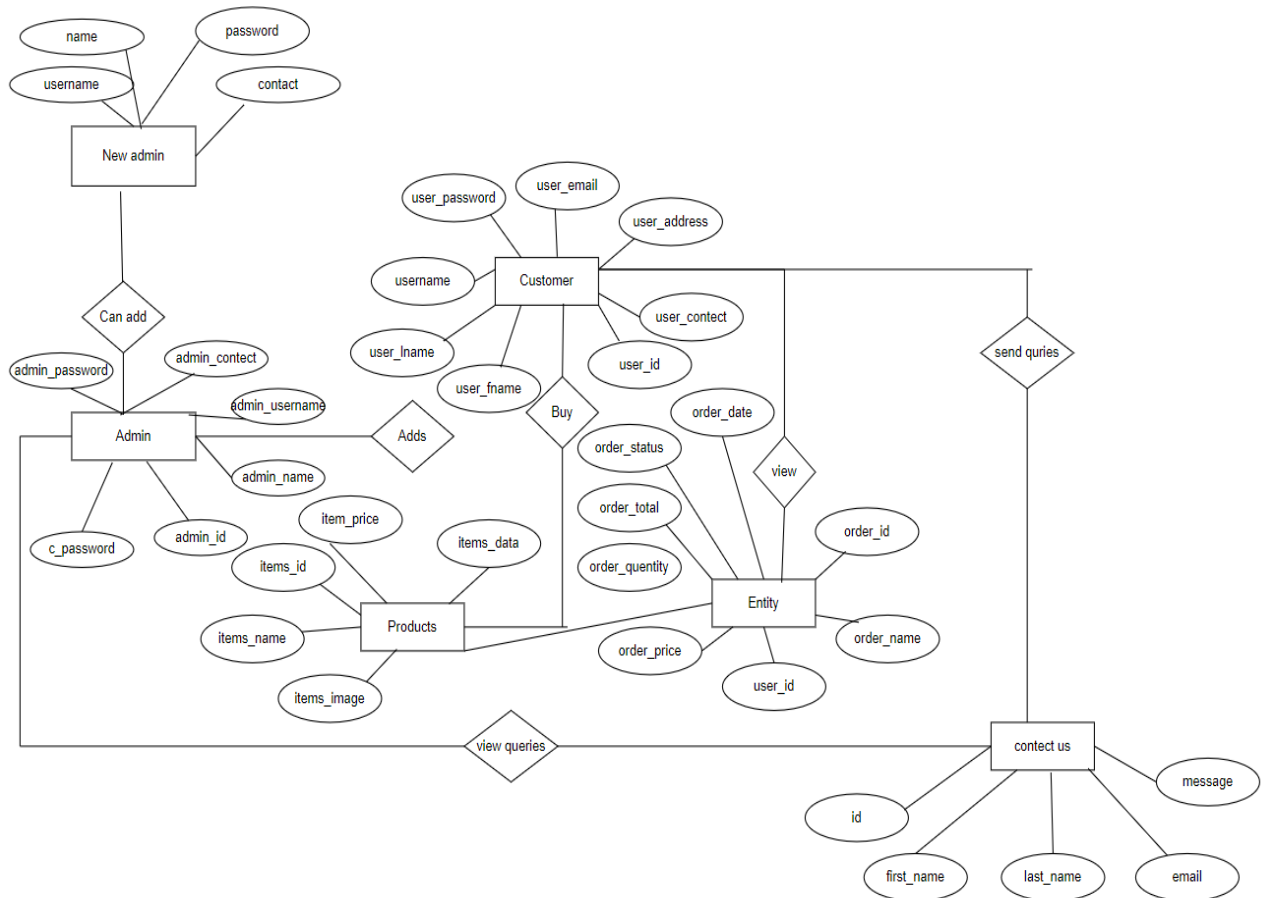 name
password
username
contact
New admin
user_email
user_password
user_address
username
Customer
Can add
user_contect
user_lname
send quries
admin_contect
admin_password
user_id
user_fname
admin_username
Buy
order_date
Admin
Adds
order_status
view
admin_name
order_total
item_price
order_id
admin_id
items_data
c_password
items_id
order_quentity
Entity
Products
items_name
order_name
order_price
user_id
items_image
view queries
contect us
message
id
first_name
last_name
email